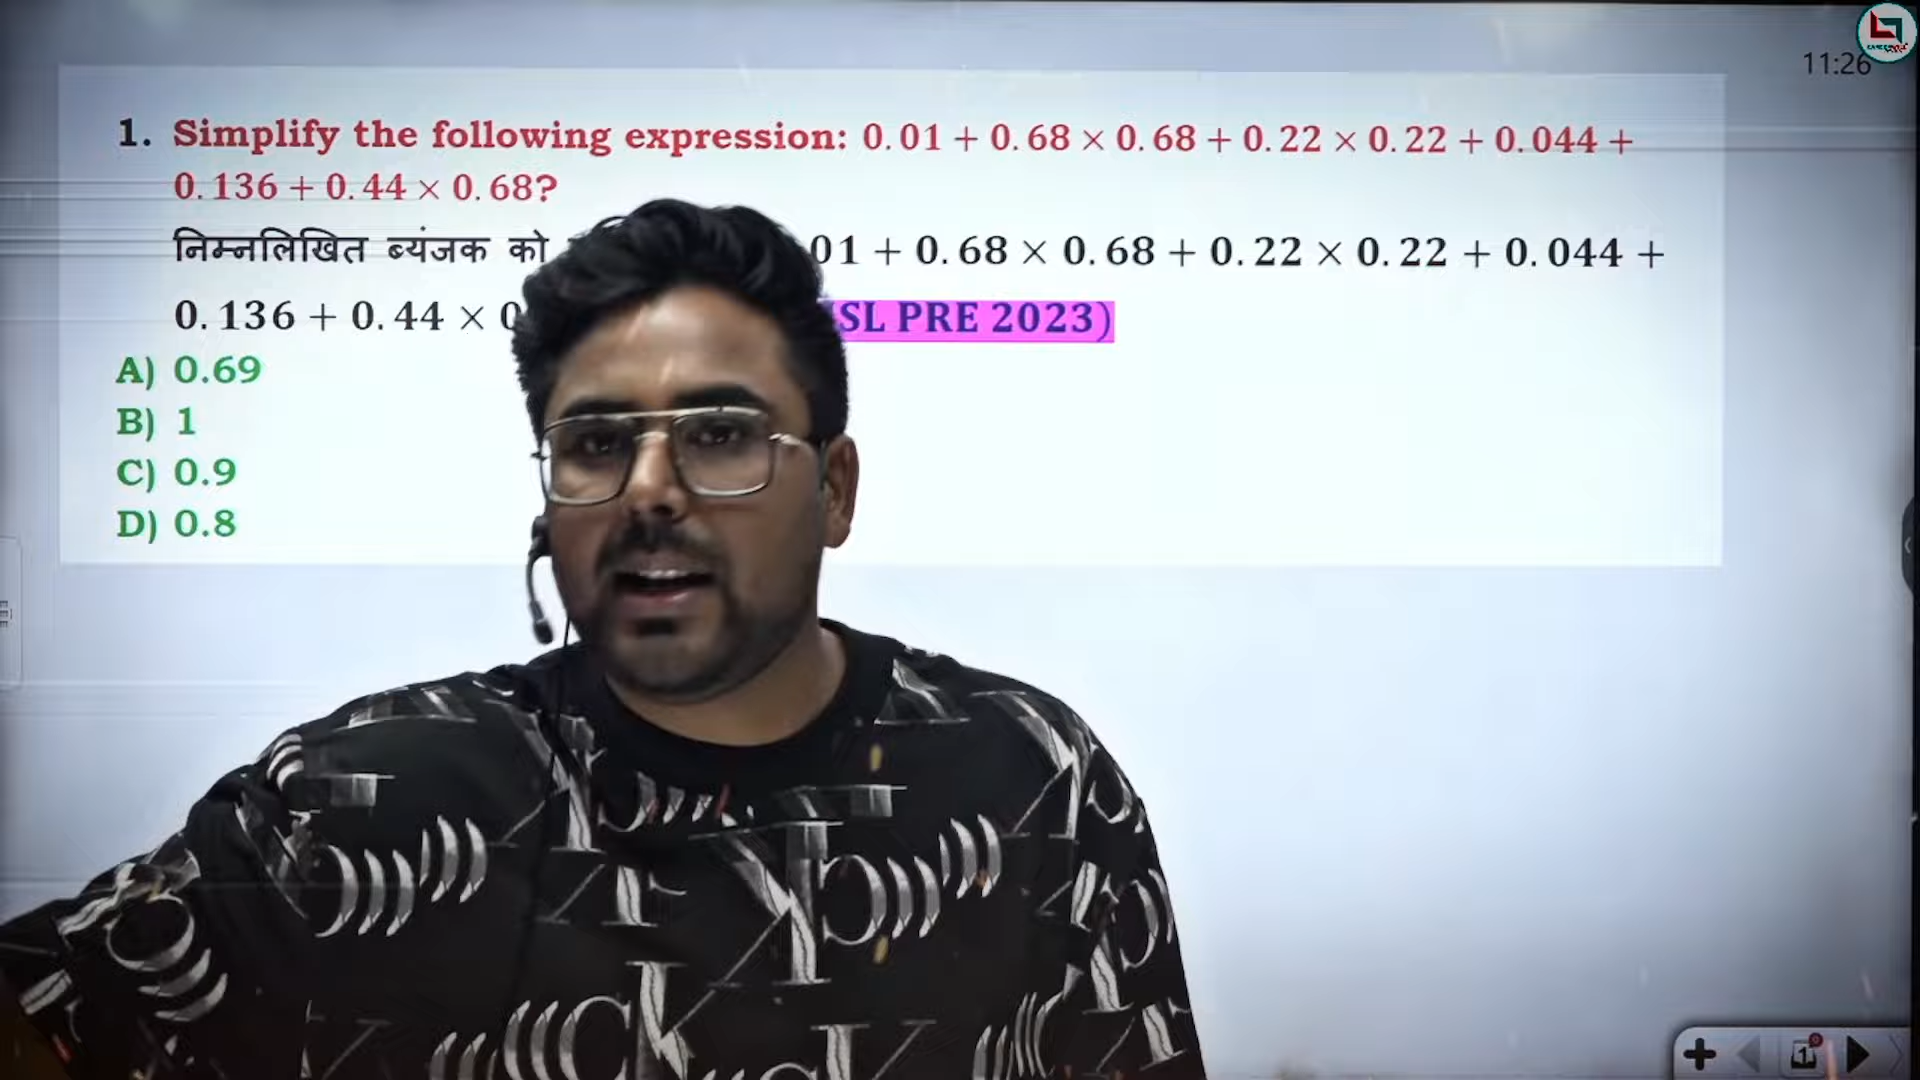 11:26
1. Simplify the following expression: 0.01 + 0.68 × 0.68 + 0.22 × 0.22 + 0.044 +
0.136 + 0.44 × 0.68?
निम्नलिखित ब्यंजक को 01 + 0.68 × 0.68 + 0.22 × 0.22 + 0.044 +
0.136 + 0.44 × 0 SL PRE 2023)
A) 0.69
B) 1
C) 0.9
D) 0.8